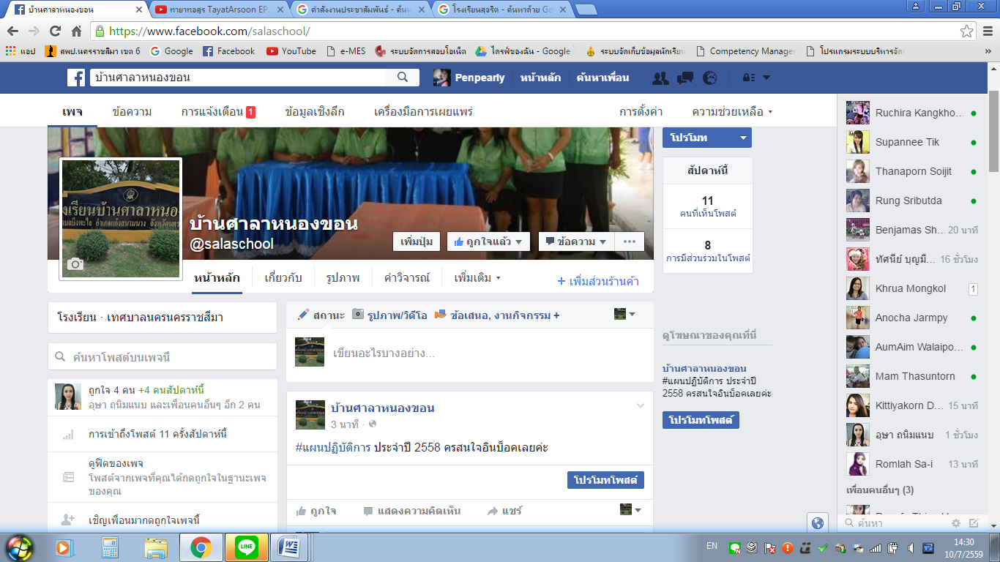 บ้านศาลาหนองขอน
ทายาทอสูร TayatArsoon EP.
คำสั่งงานประชาสัมพันธ์ - ค้นห
โรงเรียนสุจริต - ค้นหาด้วย Go
https://www.facebook.com/salaschool/
แอป สพป.นครราชสีมา เขต 6 Google Facebook YouTube e-MES ระบบจัดการสอบโอเน็ต ไดรฟ์ของฉัน - Google ระบบจัดเก็บข้อมูลนักเรียน Competency Manage โปรแกรมระบบบริหารจัด »
บ้านศาลาหนองขอน
Penpearly หน้าหลัก ค้นหาเพื่อน
เพจ ข้อความ การแจ้งเตือน 1 ข้อมูลเชิงลึก เครื่องมือการเผยแพร่ การตั้งค่า ความช่วยเหลือ
งเรียนบ้านศาลาหนอง
บ้านศาลาหนองขอน
@salaschool
เพิ่มปุ่ม ถูกใจแล้ว ข้อความ •••
หน้าหลัก เกี่ยวกับ รูปภาพ คำวิจารณ์ เพิ่มเติม + เพิ่มส่วนร้านค้า
โปรโมท
สัปดาห์นี้
11
คนที่เห็นโพสต์
8
การมีส่วนร่วมในโพสต์
โรงเรียน · เทศบาลนครนครราชสีมา
ค้นหาโพสต์บนเพจนี้
ถูกใจ 4 คน +4 คนสัปดาห์นี้
อุษา ถนิมแนบ และเพื่อนคนอื่นๆ อีก 2 คน
การเข้าถึงโพสต์ 11 ครั้งสัปดาห์นี้
ดูฟีดของเพจ
โพสต์จากเพจที่คุณได้กดถูกใจในฐานะเพจ
ของคุณ
เชิญเพื่อนมากดถูกใจเพจนี้
สถานะ รูปภาพ/วิดีโอ ข้อเสนอ, งานกิจกรรม +
เขียนอะไรบางอย่าง...
บ้านศาลาหนองขอน
3 นาที ·
#แผนปฏิบัติการ ประจำปี 2558 ครสนใจอินบ็อคเลยค่ะ
โปรโมทโพสต์
ถูกใจ แสดงความคิดเห็น แชร์
ดูโฆษณาของคุณที่นี่
บ้านศาลาหนองขอน
#แผนปฏิบัติการ ประจำปี
2558 ครสนใจอินบ็อคเลยค่ะ
โปรโมทโพสต์
Ruchira Kangkho...
Supannee Tik
Thanaporn Soijit
Rung Sributda
Benjamas Sh... 20 นาที
ทัศนีย์ บุญมี... 16 ชั่วโมง
Khrua Mongkol 1
Anocha Jarmpy
AumAim Walaipo...
Mam Thasuntorn
Kittiyakorn D... 15 นาที
อุษา ถนิมแนบ 1 ชั่วโมง
Romlah Sa-i 13 นาที
เพื่อนคนอื่นๆ (3)
ค้นหา
LINE
EN
14:30
10/7/2559